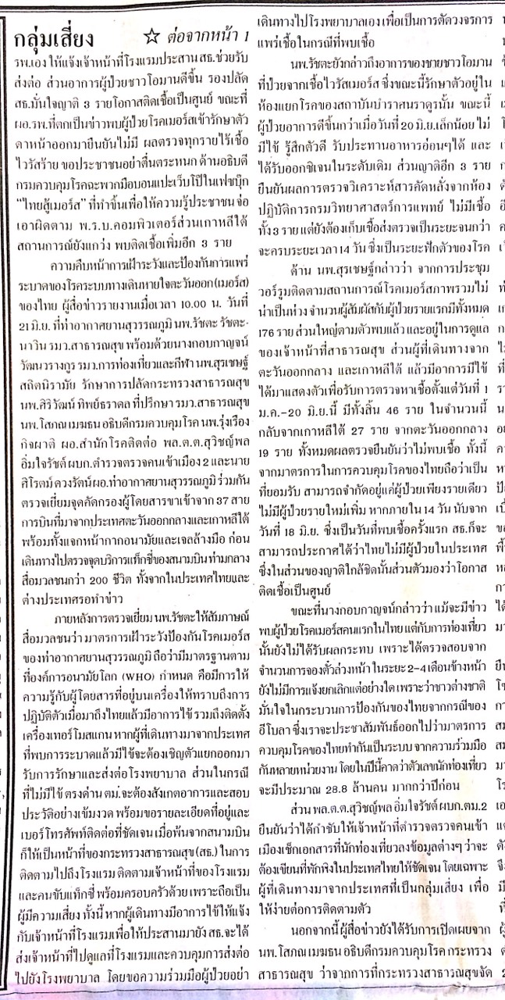 กลุ่มเสี่ยง ☆ ต่อจากหน้า 1
รพ.เอง ให้แจ้งเจ้าหน้าที่โรงแรมประสาน สธ.ช่วยรับ
ส่งต่อ ส่วนอาการผู้ป่วยชาวโอมานดีขึ้น รองปลัด
สธ.มั่นใจญาติ 3 รายโอกาสติดเชื้อเป็นศูนย์ ขณะที่
ผอ.รพ.ที่ตกเป็นข่าวพบผู้ป่วยโรคเมอร์สเข้ารักษาตัว
ดาหน้าออกมายืนยันไม่มี ผลตรวจทุกรายไร้เชื้อ
ไวรัสร้าย ขอประชาชนอย่าตื่นตระหนก ด้านอธิบดี
กรมควบคุมโรคฉะพวกมือบอนแปะเว็บโป๊ในเฟซบุ๊ก
“ไทยสู้เมอร์ส” ที่ทำขึ้นเพื่อให้ความรู้ประชาชน จ่อ
เอาผิดตาม พ.ร.บ.คอมพิวเตอร์ส่วนเกาหลีใต้
สถานการณ์ยังแกว่ง พบติดเชื้อเพิ่มอีก 3 ราย
ความคืบหน้าการเฝ้าระวังและป้องกันการแพร่
ระบาดของโรคระบบทางเดินหายใจตะวันออก(เมอร์ส)
ของไทย ผู้สื่อข่าวรายงานเมื่อเวลา 10.00 น. วันที่
21 มิ.ย. ที่ท่าอากาศยานสุวรรณภูมิ นพ.รัชตะ รัชตะ-
นาวิน รมว.สาธารณสุข พร้อมด้วยนางกอบกาญจน์
วัฒนวรางกูร รมว.การท่องเที่ยวและกีฬา นพ.สุรเชษฐ์
สถิตนิรามัย รักษาการปลัดกระทรวงสาธารณสุข
นพ.ศิริวัฒน์ ทิพย์ธราดล ที่ปรึกษา รมว.สาธารณสุข
นพ.โสภณ เมฆธน อธิบดีกรมควบคุมโรค นพ.รุ่งเรือง
กิจผาติ ผอ.สำนักโรคติดต่อ พล.ต.ต.สุวิชญ์พล
อิ่มใจรัชต์ ผบก.ตำรวจตรวจคนเข้าเมือง 2 และนาย
ศิโรตม์ ดวงรัตน์ ผอ.ท่าอากาศยานสุวรรณภูมิ ร่วมกัน
ตรวจเยี่ยมจุดคัดกรองผู้โดยสารขาเข้าจาก 37 สาย
การบินที่มาจากประเทศตะวันออกกลางและเกาหลีใต้
พร้อมทั้งแจกหน้ากากอนามัยและเจลล้างมือ ก่อน
เดินทางไปตรวจจุดบริการแท็กซี่ของสนามบิน ท่ามกลาง
สื่อมวลชนกว่า 200 ชีวิต ทั้งจากในประเทศไทยและ
ต่างประเทศรอทำข่าว
ภายหลังการตรวจเยี่ยม นพ.รัชตะให้สัมภาษณ์
สื่อมวลชนว่า มาตรการเฝ้าระวังป้องกันโรคเมอร์ส
ของท่าอากาศยานสุวรรณภูมิ ถือว่ามีมาตรฐานตาม
ที่องค์การอนามัยโลก (WHO) กำหนด คือมีการให้
ความรู้กับผู้โดยสารที่อยู่บนเครื่องให้ทราบถึงการ
ปฏิบัติตัวเมื่อมาถึงไทยแล้วมีอาการไข้ รวมถึงติดตั้ง
เครื่องเทอร์โมสแกน หากผู้ที่เดินทางมาจากประเทศ
ที่พบการระบาดแล้วมีไข้จะต้องเชิญตัวแยกออกมา
รับการรักษาและส่งต่อโรงพยาบาล ส่วนในกรณี
ที่ไม่มีไข้ ตรงด่าน ตม.จะต้องสังเกตอาการและสอบ
ประวัติอย่างเข้มงวด พร้อมขอรายละเอียดที่อยู่และ
เบอร์โทรศัพท์ติดต่อที่ชัดเจน เมื่อพ้นจากสนามบิน
ก็ให้เป็นหน้าที่ของกระทรวงสาธารณสุข (สธ.) ในการ
ติดตามไปถึงโรงแรม ติดตามเจ้าหน้าที่ของโรงแรม
และคนขับแท็กซี่ พร้อมครอบครัวด้วย เพราะถือเป็น
ผู้มีความเสี่ยง ทั้งนี้ หากผู้เดินทางมีอาการไข้ให้แจ้ง
กับเจ้าหน้าที่โรงแรมเพื่อให้ประสานมายัง สธ.จะได้
ส่งเจ้าหน้าที่ไปดูแลที่โรงแรมและควบคุมการส่งต่อ
ไปยังโรงพยาบาล โดยขอความร่วมมือผู้ป่วยอย่า
เดินทางไปโรงพยาบาลเอง เพื่อเป็นการตัดวงจรการ
แพร่เชื้อในกรณีที่พบเชื้อ
นพ.รัชตะยังกล่าวถึงอาการของชายชาวโอมาน
ที่ป่วยจากเชื้อไวรัสเมอร์ส ซึ่งขณะนี้รักษาตัวอยู่ใน
ห้องแยกโรคของสถาบันบำราศนราดูรนั้น ขณะนี้
ผู้ป่วยอาการดีขึ้นกว่าเมื่อวันที่ 20 มิ.ย.เล็กน้อย ไม่
มีไข้ รู้สึกตัวดี รับประทานอาหารอ่อนๆได้ และ
ได้รับออกซิเจนในระดับเดิม ส่วนญาติอีก 3 ราย
ยืนยันผลการตรวจวิเคราะห์สารคัดหลั่งจากห้อง
ปฏิบัติการกรมวิทยาศาสตร์การแพทย์ ไม่มีเชื้อ
ทั้ง 3 ราย แต่ยังต้องเก็บเชื้อส่งตรวจเป็นระยะจนกว่า
จะครบระยะเวลา 14 วัน ซึ่งเป็นระยะฟักตัวของโรค
ด้าน นพ.สุรเชษฐ์กล่าวว่า จากการประชุม
วอร์รูมติดตามสถานการณ์โรคเมอร์สภาพรวมไม่
น่าเป็นห่วง จำนวนผู้สัมผัสกับผู้ป่วยรายแรกมีทั้งหมด
176 ราย ส่วนใหญ่ตามตัวพบแล้ว และอยู่ในการดูแล
ของเจ้าหน้าที่สาธารณสุข ส่วนผู้ที่เดินทางจาก
ตะวันออกกลาง และเกาหลีใต้ แล้วมีอาการมีไข้
ได้มาแสดงตัวเพื่อรับการตรวจหาเชื้อตั้งแต่วันที่ 1
ม.ค.-20 มิ.ย.นี้ มีทั้งสิ้น 46 ราย ในจำนวนนี้
กลับจากเกาหลีใต้ 27 ราย จากตะวันออกกลาง
19 ราย ทั้งหมดผลตรวจยืนยันว่าไม่พบเชื้อ ทั้งนี้
จากมาตรการในการควบคุมโรคของไทยถือว่าเป็น
ที่ยอมรับ สามารถจำกัดอยู่แค่ผู้ป่วยเพียงรายเดียว
ไม่มีผู้ป่วยรายใหม่เพิ่ม หากภายใน 14 วัน นับจาก
วันที่ 18 มิ.ย. ซึ่งเป็นวันที่พบเชื้อครั้งแรก สธ.ก็จะ
สามารถประกาศได้ว่าไทยไม่มีผู้ป่วยในประเทศ
ซึ่งในส่วนของญาติใกล้ชิดนั้นส่วนตัวมองว่าโอกาส
ติดเชื้อเป็นศูนย์
ขณะที่นางกอบกาญจน์กล่าวว่า แม้จะมีข่าว
พบผู้ป่วยโรคเมอร์สคนแรกในไทย แต่กับการท่องเที่ยว
นั้นยังไม่ได้รับผลกระทบ เพราะได้ตรวจสอบจาก
จำนวนการจองตั๋วล่วงหน้าในระยะ 2-4 เดือนข้างหน้า
ยังไม่มีการแจ้งยกเลิกแต่อย่างใด เพราะว่าชาวต่างชาติ
มั่นใจในกระบวนการป้องกันของไทยจากกรณีของ
อีโบลา ซึ่งเราจะประชาสัมพันธ์ออกไปว่ามาตรการ
ควบคุมโรคของไทยทำกันเป็นระบบ จากความร่วมมือ
กันหลายหน่วยงาน โดยในปีนี้คาดว่าตัวเลขนักท่องเที่ยว
จะมีประมาณ 28.8 ล้านคน มากกว่าปีก่อน
ส่วน พล.ต.ต.สุวิชญ์พล อิ่มใจรัชต์ ผบก.ตม.2
ยืนยันว่าได้กำชับให้เจ้าหน้าที่ตำรวจตรวจคนเข้า
เมืองเช็กเอกสารที่นักท่องเที่ยวลงข้อมูลต่างๆ ว่าจะ
ต้องเขียนที่พักพิงในประเทศไทยให้ชัดเจน โดยเฉพาะ
ผู้ที่เดินทางมาจากประเทศที่เป็นกลุ่มเสี่ยง เพื่อ
ให้ง่ายต่อการติดตามตัว
นอกจากนี้ ผู้สื่อข่าวยังได้รับการเปิดเผยจาก
นพ.โสภณ เมฆธน อธิบดีกรมควบคุมโรค กระทรวง
สาธารณสุข ว่าจากการที่กระทรวงสาธารณสุขจัด